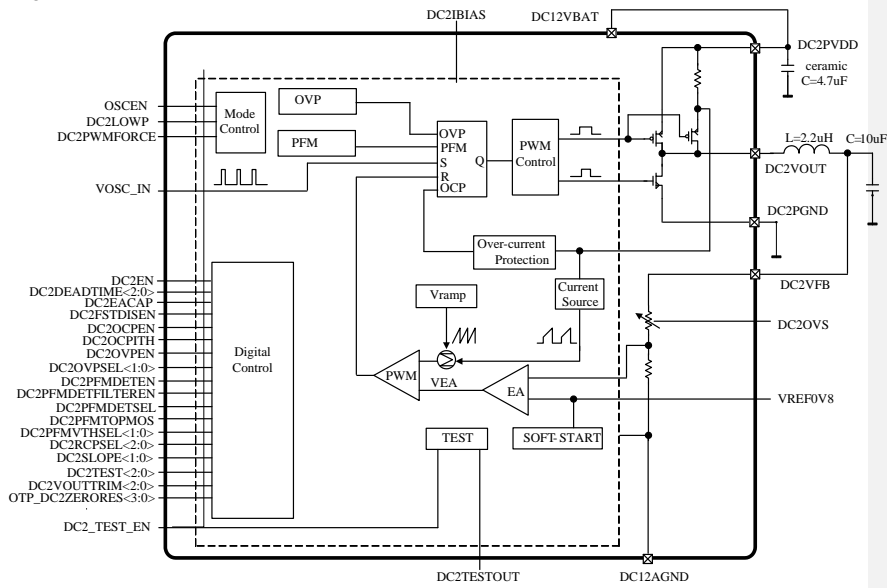 DC2IBIAS
DC12VBAT
DC2PVDD
ceramic
C=4.7uF
OSCEN
DC2LOWP
DC2PWMFORCE
Mode
Control
OVP
PFM
VOSC_IN
OVP
PFM
S
R
OCP
Q
PWM
Control
L=2.2uH
C=10uF
DC2VOUT
DC2PGND
Over-current
Protection
Current
Source
DC2VFB
DC2OVS
DC2EN
DC2DEADTIME<2:0>
DC2EACAP
DC2FSTDISEN
DC2OCPEN
DC2OCPITH
DC2OVPEN
DC2OVPSEL<1:0>
DC2PFMDETEN
DC2PFMDETFILTEREN
DC2PFMDETSEL
DC2PFMTOPMOS
DC2PFMVTHSEL<1:0>
DC2RCPSEL<2:0>
DC2SLOPE<1:0>
DC2TEST<2:0>
DC2VOUTTRIM<2:0>
OTP_DC2ZERORES<3:0>
Digital
Control
Vramp
PWM
VEA
EA
VREF0V8
TEST
SOFT-START
DC2_TEST_EN
DC2TESTOUT
DC12AGND